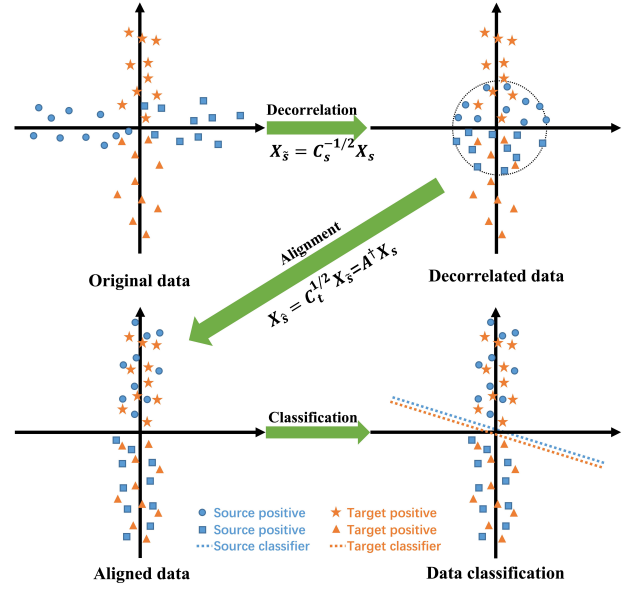 Decorrelation
X_s̃ = C_s^{-1/2} X_s
Original data
Decorrelated data
Alignment
X_ŝ = C_t^{1/2} X_s̃=A^† X_s
Classification
Source positive
Target positive
Source positive
Target positive
Source classifier
Target classifier
Aligned data
Data classification